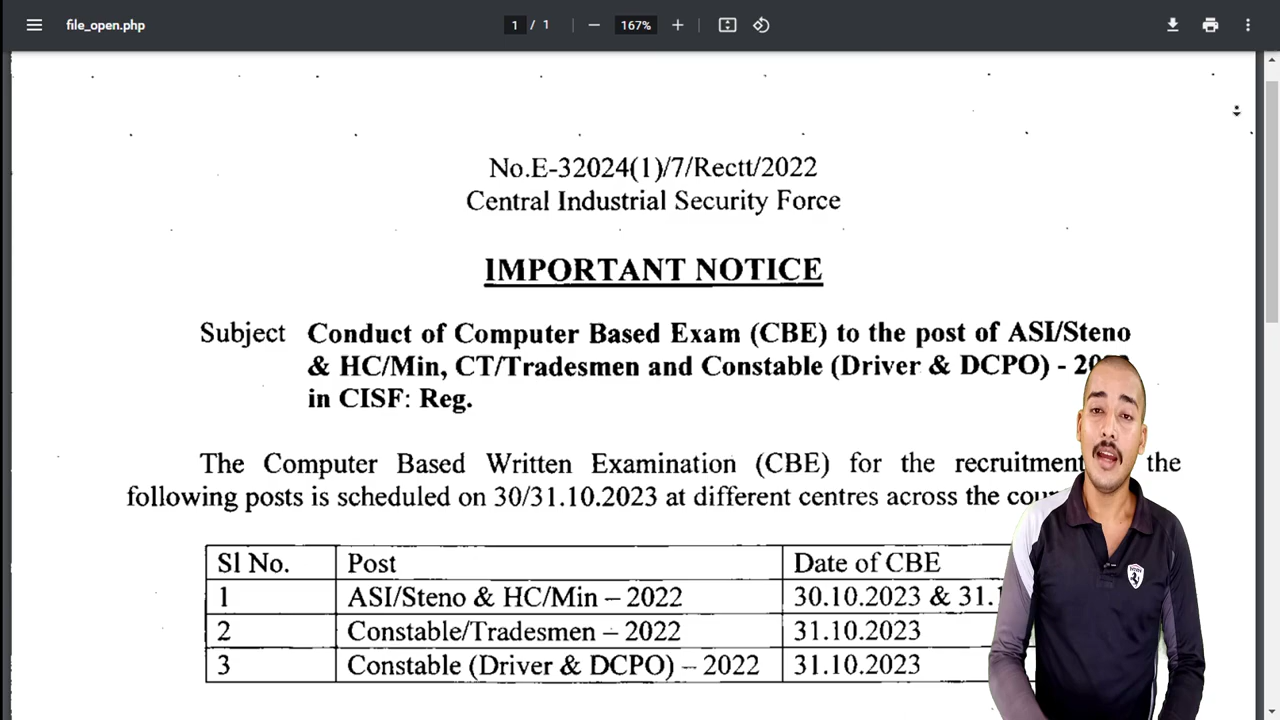 file_open.php
1 / 1
167%
No.E-32024(1)/7/Rectt/2022
Central Industrial Security Force
IMPORTANT NOTICE
Subject Conduct of Computer Based Exam (CBE) to the post of ASI/Steno
& HC/Min, CT/Tradesmen and Constable (Driver & DCPO) -
in CISF: Reg.
The Computer Based Written Examination (CBE) for the recruitment the
following posts is scheduled on 30/31.10.2023 at different centres across the
Sl No. Post Date of CBE
1 ASI/Steno & HC/Min – 2022 30.10.2023 &
2 Constable/Tradesmen – 2022 31.10.2023
3 Constable (Driver & DCPO) – 2022 31.10.2023